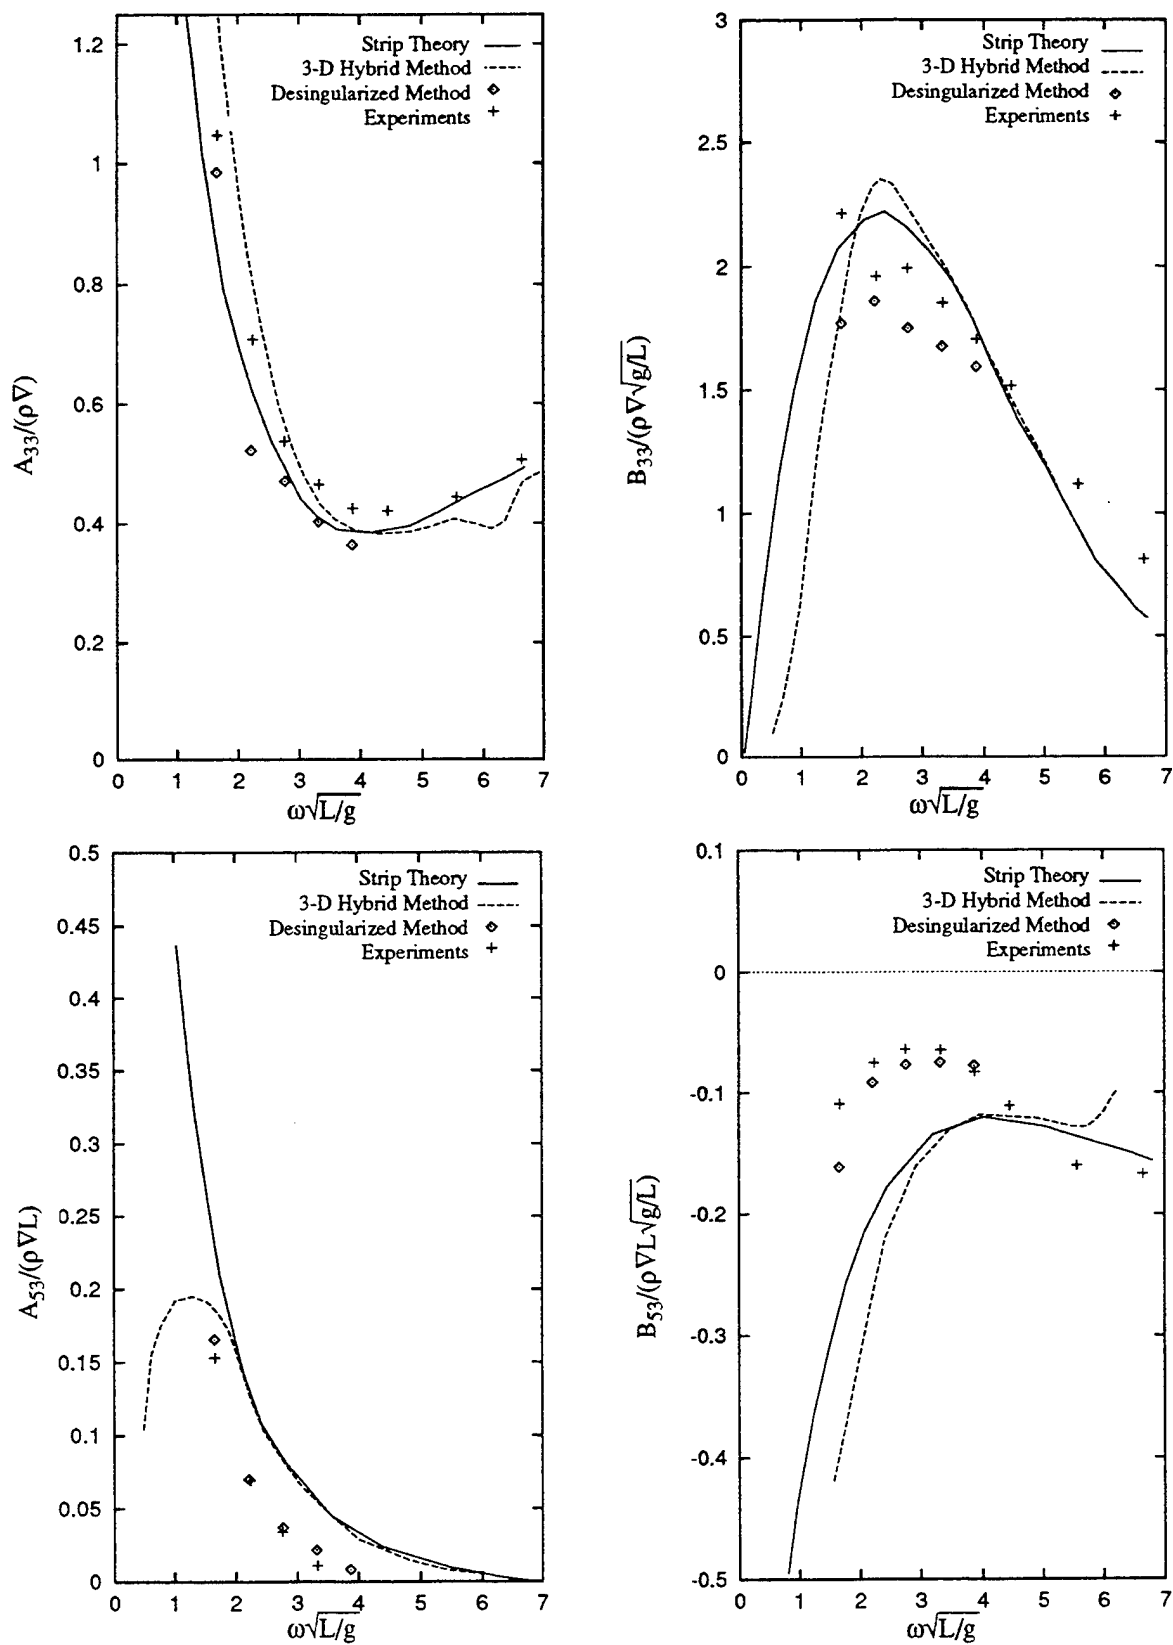 Strip Theory
3-D Hybrid Method
Desingularized Method
Experiments
1.2
1
0.8
0.6
0.4
0.2
0
0 1 2 3 4 5 6 7
A33/(ρ∇)
ω√L/g
Strip Theory
3-D Hybrid Method
Desingularized Method
Experiments
3
2.5
2
1.5
1
0.5
0
0 1 2 3 4 5 6 7
B33/(ρ∇√g/L)
ω√L/g
Strip Theory
3-D Hybrid Method
Desingularized Method
Experiments
0.5
0.45
0.4
0.35
0.3
0.25
0.2
0.15
0.1
0.05
0
0 1 2 3 4 5 6 7
A53/(ρ∇L)
ω√L/g
Strip Theory
3-D Hybrid Method
Desingularized Method
Experiments
0.1
0
-0.1
-0.2
-0.3
-0.4
-0.5
0 1 2 3 4 5 6 7
B53/(ρ∇L√g/L)
ω√L/g